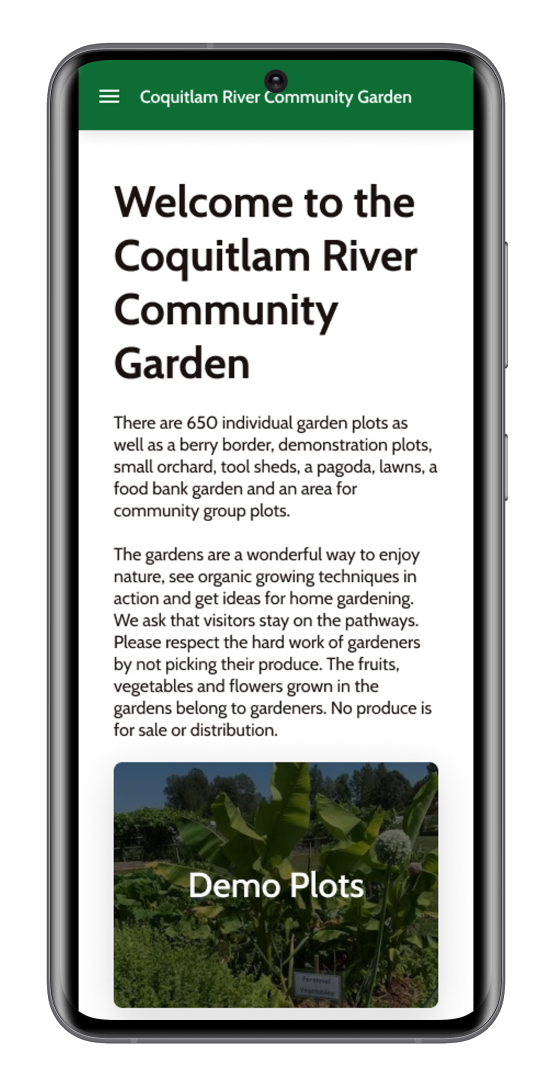 Coquitlam River Community Garden
Welcome to the
Coquitlam River
Community
Garden
There are 650 individual garden plots as
well as a berry border, demonstration plots,
small orchard, tool sheds, a pagoda, lawns, a
food bank garden and an area for
community group plots.
The gardens are a wonderful way to enjoy
nature, see organic growing techniques in
action and get ideas for home gardening.
We ask that visitors stay on the pathways.
Please respect the hard work of gardeners
by not picking their produce. The fruits,
vegetables and flowers grown in the
gardens belong to gardeners. No produce is
for sale or distribution.
Demo Plots
Perennial
Vegetables